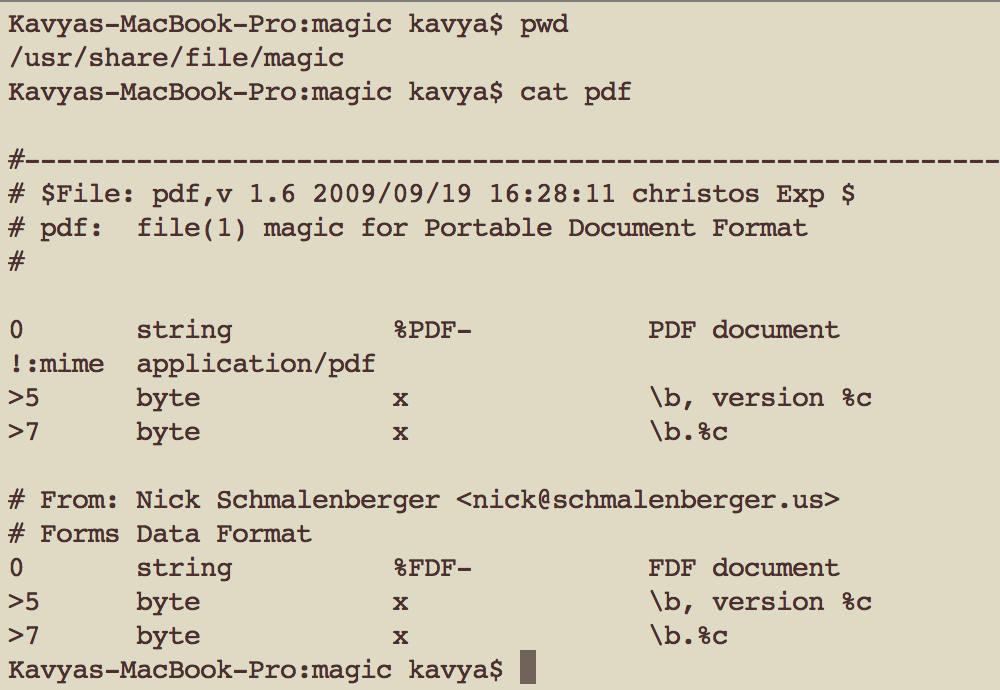 Kavyas-MacBook-Pro:magic kavya$ pwd
/usr/share/file/magic
Kavyas-MacBook-Pro:magic kavya$ cat pdf

#-------------------------------------------------------------
# $File: pdf,v 1.6 2009/09/19 16:28:11 christos Exp $
# pdf:  file(1) magic for Portable Document Format
#

0       string          %PDF-           PDF document
!:mime  application/pdf
>5      byte            x               \b, version %c
>7      byte            x               \b.%c

# From: Nick Schmalenberger <nick@schmalenberger.us>
# Forms Data Format
0       string          %FDF-           FDF document
>5      byte            x               \b, version %c
>7      byte            x               \b.%c
Kavyas-MacBook-Pro:magic kavya$